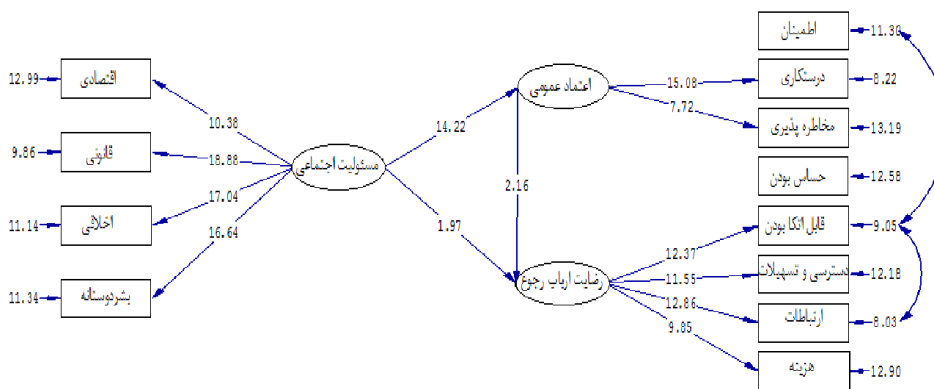 اطمینان
11.30
12.99
اقتصادی
اعتماد عمومی
15.08
درستکاری
8.22
10.38
14.22
7.72
مخاطره پذیری
13.19
9.86
قانونی
18.88
مسئولیت اجتماعی
2.16
حساس بودن
12.58
17.04
11.14
اخلاقی
16.64
1.97
12.37
قابل اتکا بودن
9.05
11.34
بشردوستانه
رضایت ارباب رجوع
11.55
دسترسی و تسهیلات
12.18
12.86
ارتباطات
8.03
9.85
هزینه
12.90